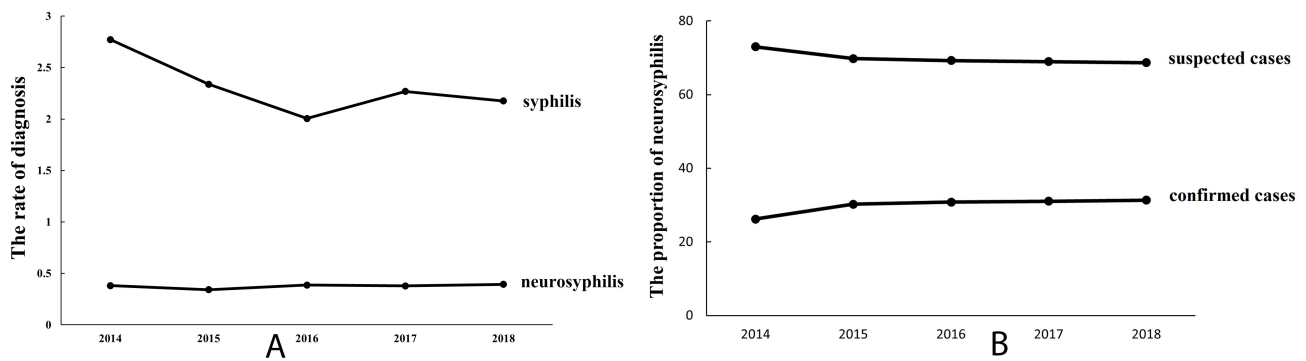 The rate of diagnosis
3
2.5
2
1.5
1
0.5
0
syphilis
neurosyphilis
2014 2015 2016 2017 2018
A
The proportion of neurosyphilis
80
60
40
20
0
suspected cases
confirmed cases
2014 2015 2016 2017 2018
B